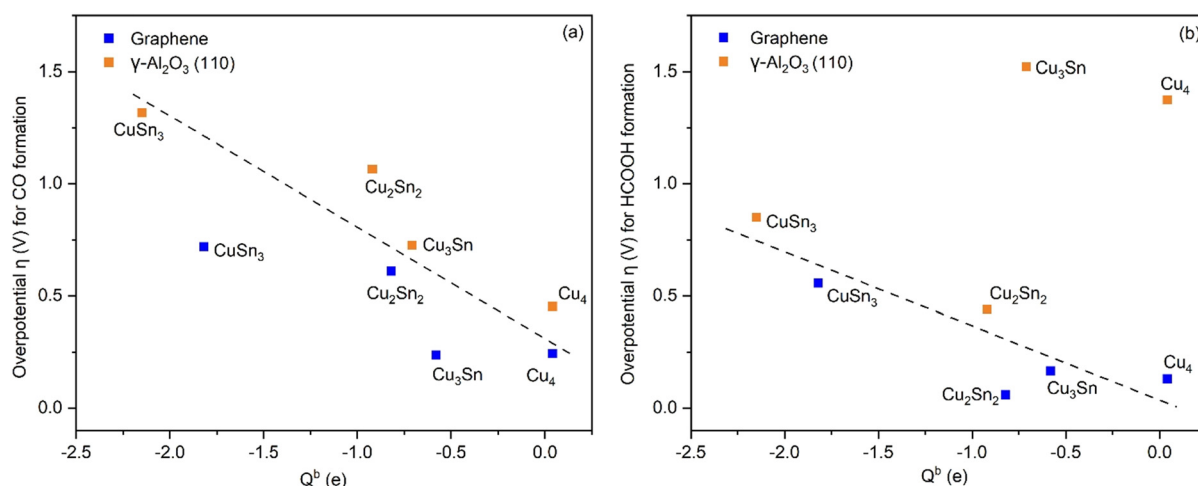 (a)
Graphene
γ-Al₂O₃ (110)
Overpotential η (V) for CO formation
1.5
1.0
0.5
0.0
CuSn₃
Cu₂Sn₂
CuSn₃
Cu₃Sn
Cu₂Sn₂
Cu₄
Cu₃Sn
Cu₄
-2.5 -2.0 -1.5 -1.0 -0.5 0.0
Qᵇ (e)
(b)
Graphene
γ-Al₂O₃ (110)
Overpotential η (V) for HCOOH formation
1.5
1.0
0.5
0.0
Cu₃Sn
Cu₄
CuSn₃
CuSn₃
Cu₂Sn₂
Cu₂Sn₂
Cu₃Sn
Cu₄
-2.5 -2.0 -1.5 -1.0 -0.5 0.0
Qᵇ (e)